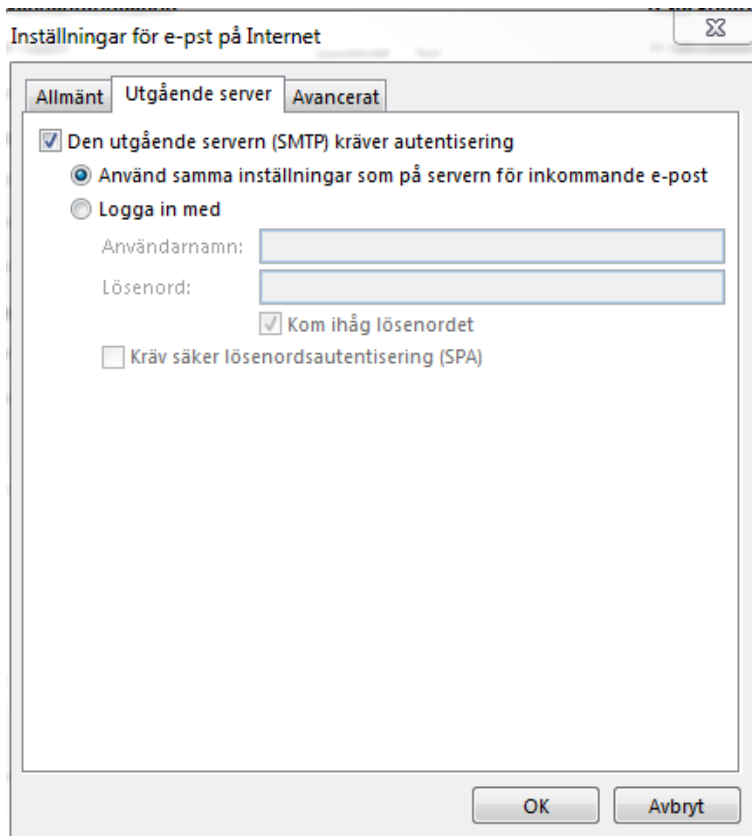 Inställningar för e-pst på Internet
Allmänt Utgående server Avancerat
Den utgående servern (SMTP) kräver autentisering
Använd samma inställningar som på servern för inkommande e-post
Logga in med
Användarnamn:
Lösenord:
Kom ihåg lösenordet
Kräv säker lösenordsautentisering (SPA)
OK Avbryt